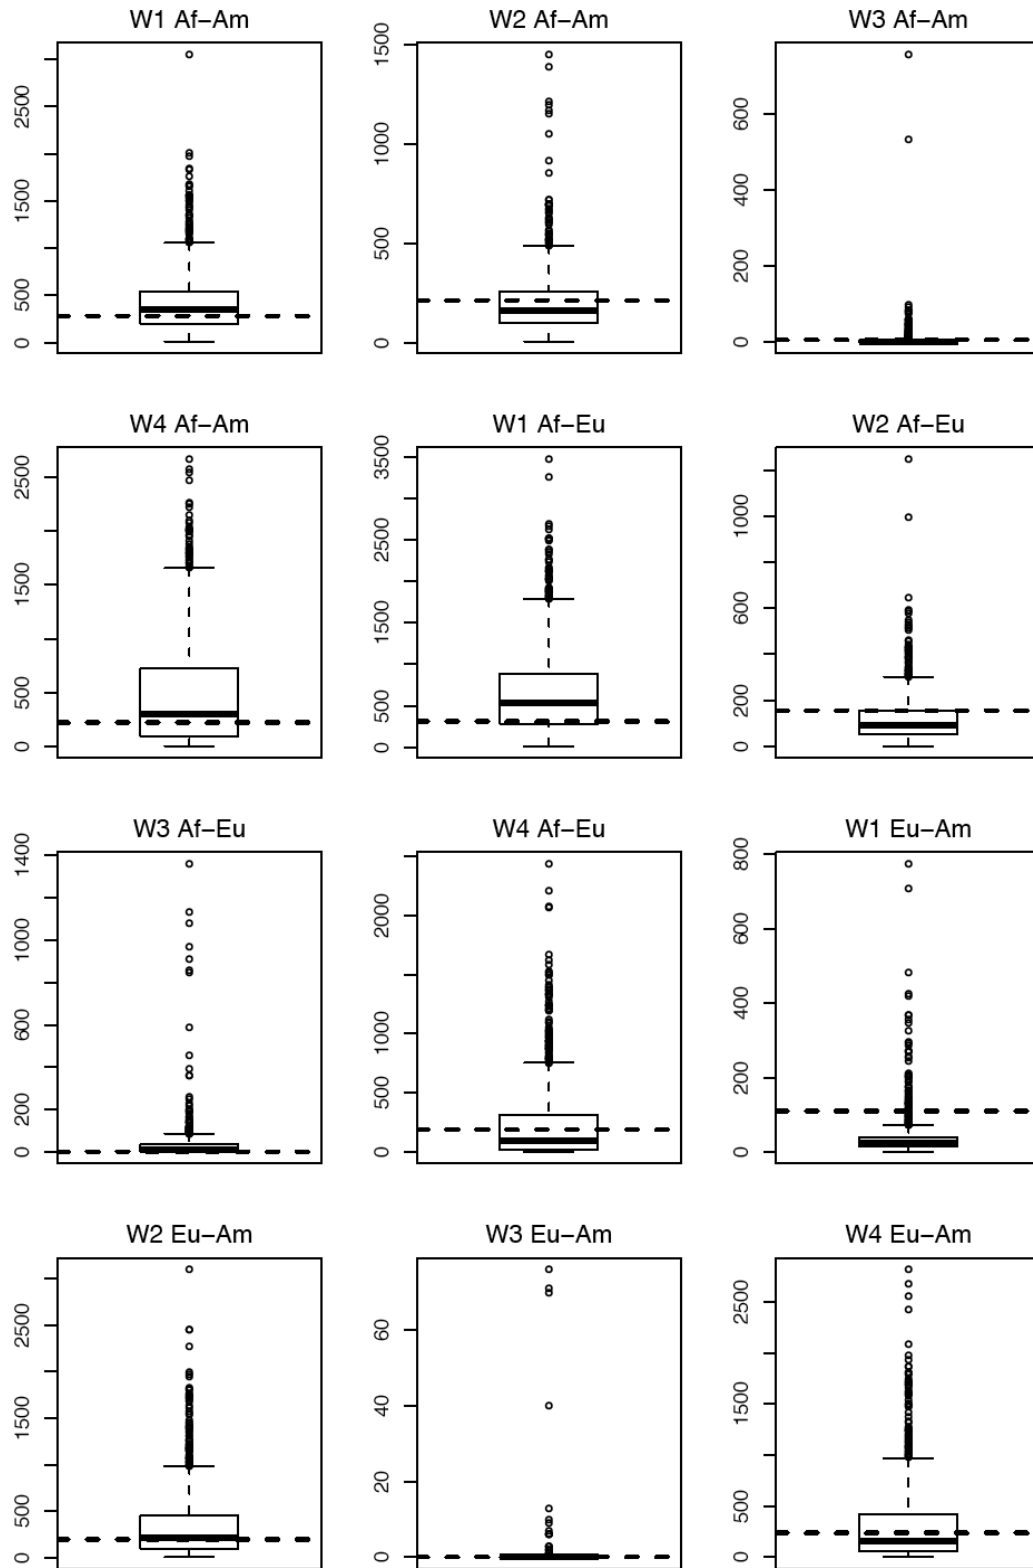 W1 Af–Am
W2 Af–Am
W3 Af–Am
0 500 1500 2500
0 500 1000 1500
0 200 400 600
W4 Af–Am
W1 Af–Eu
W2 Af–Eu
0 500 1500 2500
0 500 1500 2500 3500
0 200 600 1000
W3 Af–Eu
W4 Af–Eu
W1 Eu–Am
0 200 600 1000 1400
0 500 1000 2000
0 200 400 600 800
W2 Eu–Am
W3 Eu–Am
W4 Eu–Am
0 500 1500 2500
0 20 40 60
0 500 1500 2500